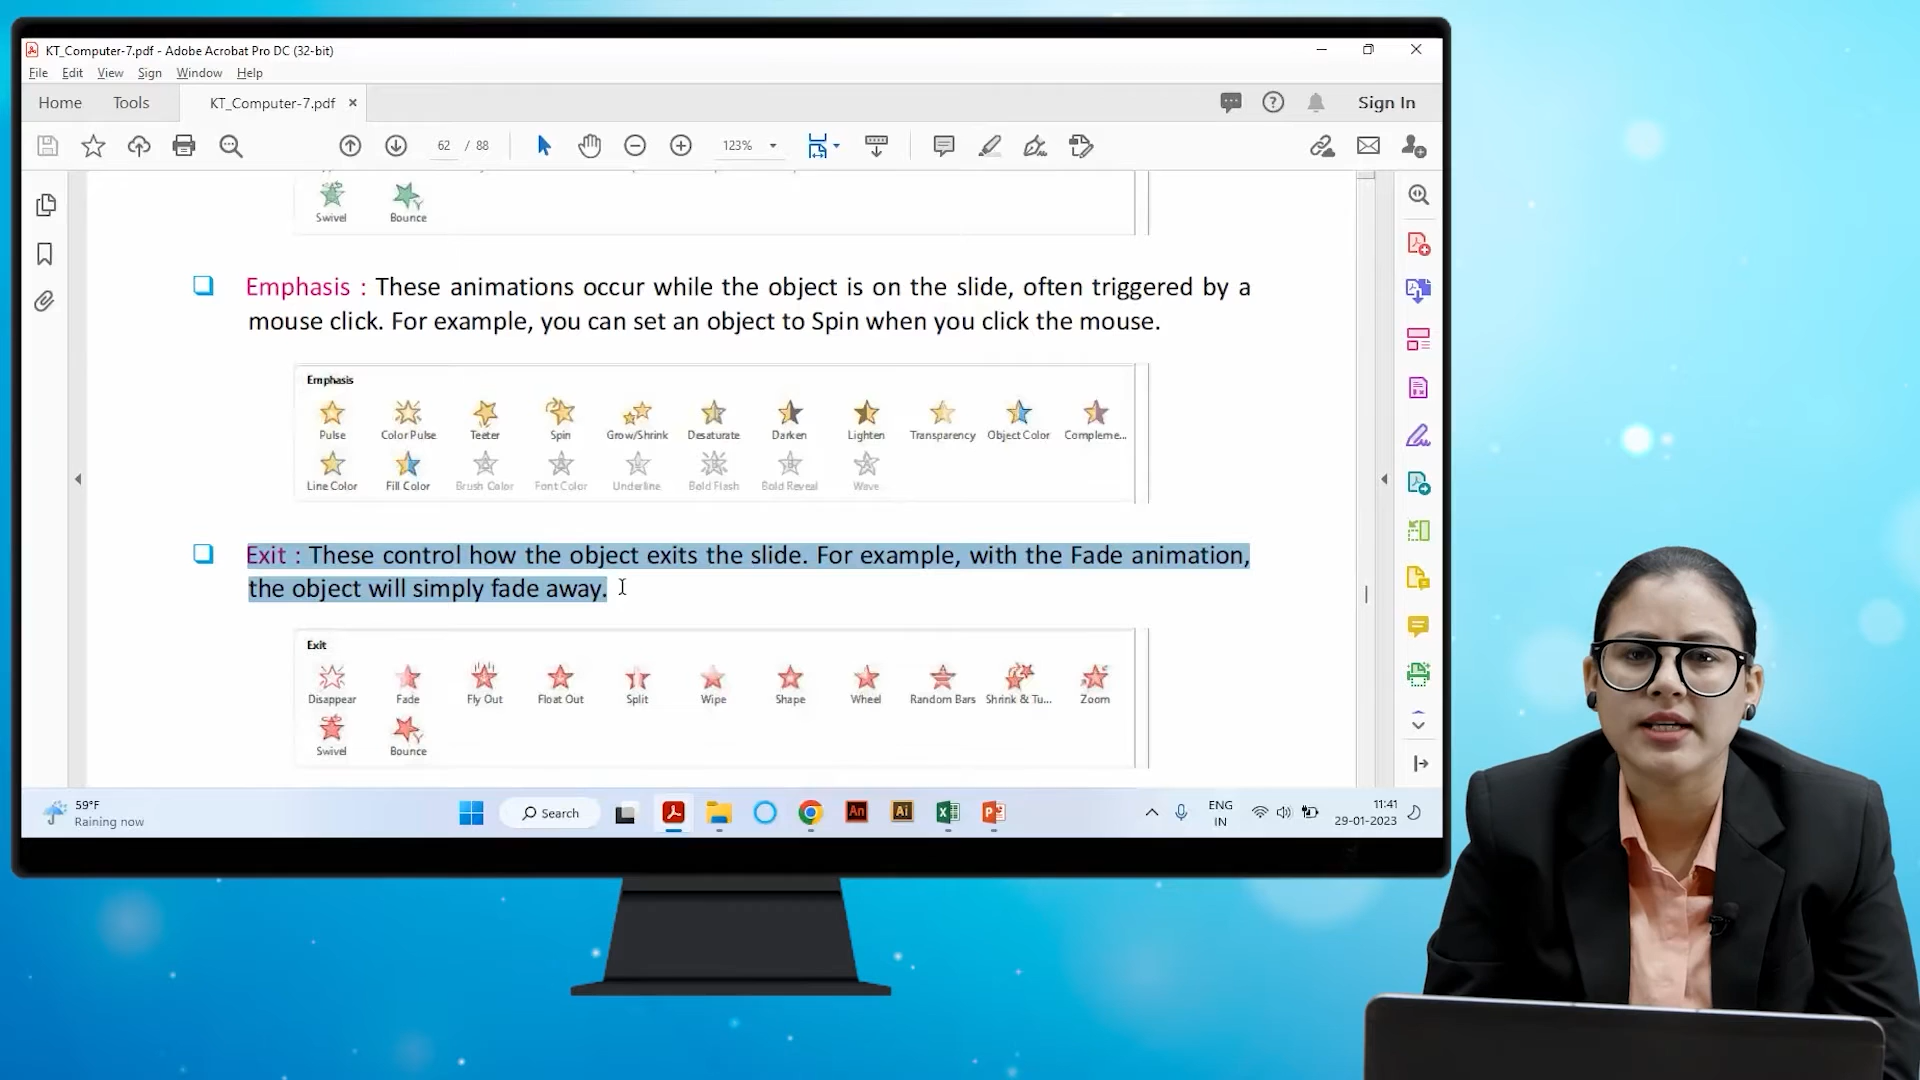 KT_Computer-7.pdf - Adobe Acrobat Pro DC (32-bit)
File Edit View Sign Window Help
Home Tools KT_Computer-7.pdf × Sign In
62 / 88 123%
Swivel Bounce
Emphasis : These animations occur while the object is on the slide, often triggered by a
mouse click. For example, you can set an object to Spin when you click the mouse.
Emphasis
Pulse Color Pulse Teeter Spin Grow/Shrink Desaturate Darken Lighten Transparency Object Color Compleme...
Line Color Fill Color Brush Color Font Color Underline Bold Flash Bold Reveal Wave
Exit : These control how the object exits the slide. For example, with the Fade animation,
the object will simply fade away.
Exit
Disappear Fade Fly Out Float Out Split Wipe Shape Wheel Random Bars Shrink & Tu... Zoom
Swivel Bounce
59°F
Raining now
Search
An Ai
ENG
IN
11:41
29-01-2023